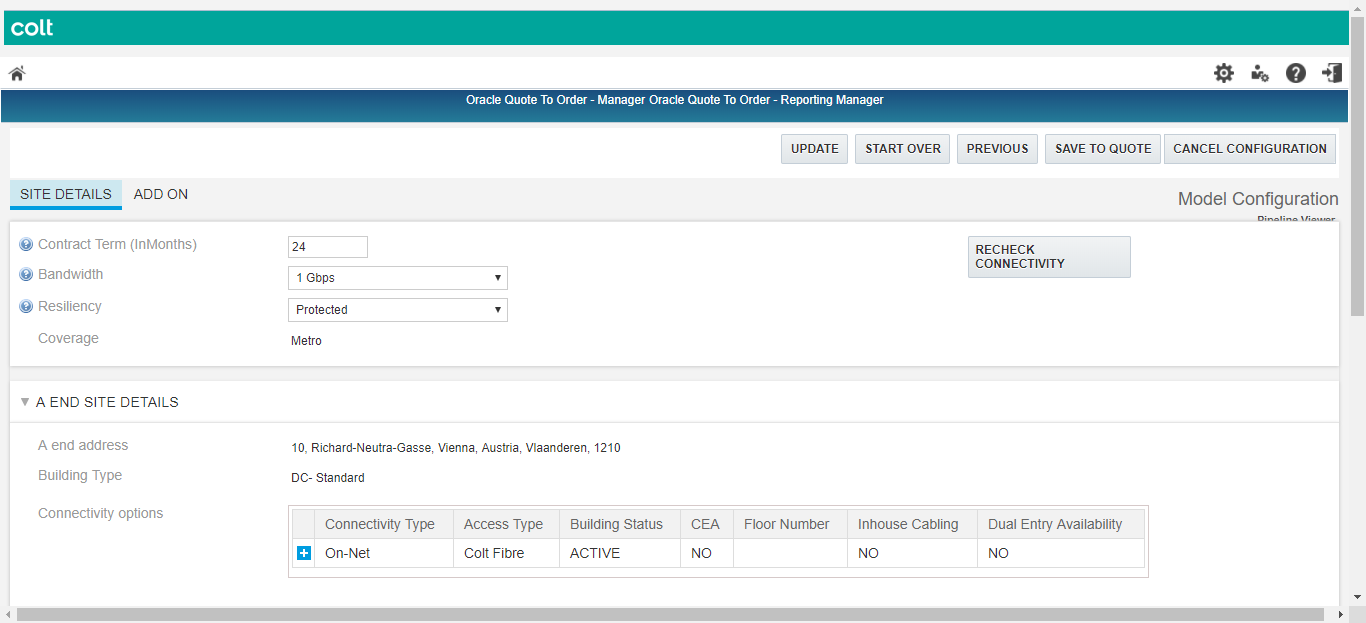 colt
Oracle Quote To Order - Manager Oracle Quote To Order - Reporting Manager
UPDATE START OVER PREVIOUS SAVE TO QUOTE CANCEL CONFIGURATION
SITE DETAILS ADD ON
Model Configuration
Pipeline Viewer
Contract Term (InMonths) 24
RECHECK
CONNECTIVITY
Bandwidth 1 Gbps
Resiliency Protected
Coverage Metro
A END SITE DETAILS
A end address 10, Richard-Neutra-Gasse, Vienna, Austria, Vlaanderen, 1210
Building Type DC- Standard
Connectivity options
Connectivity Type Access Type Building Status CEA Floor Number Inhouse Cabling Dual Entry Availability
On-Net Colt Fibre ACTIVE NO NO NO